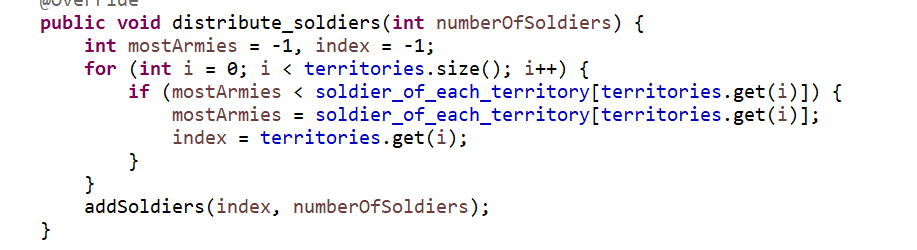 @Override
public void distribute_soldiers(int numberOfSoldiers) {
    int mostArmies = -1, index = -1;
    for (int i = 0; i < territories.size(); i++) {
        if (mostArmies < soldier_of_each_territory[territories.get(i)]) {
            mostArmies = soldier_of_each_territory[territories.get(i)];
            index = territories.get(i);
        }
    }
    addSoldiers(index, numberOfSoldiers);
}